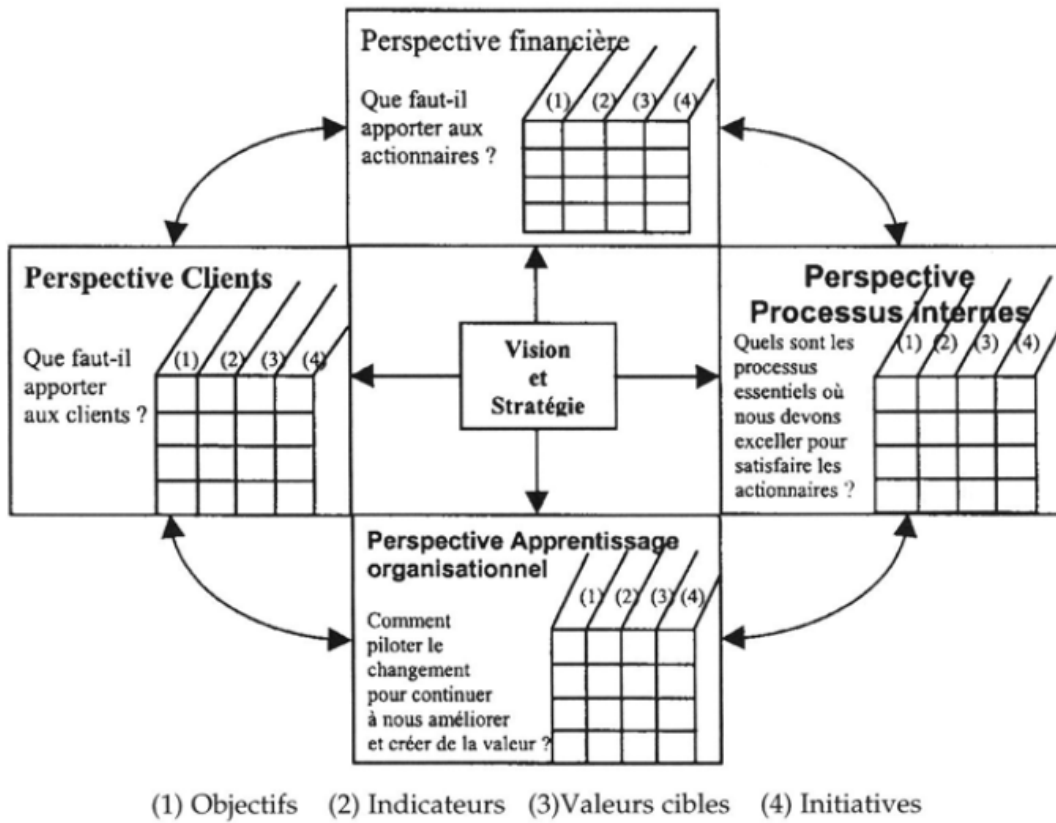 Perspective financière
Que faut-il
apporter aux
actionnaires ?
(1) (2) (3) (4)
Perspective Clients
Que faut-il
apporter
aux clients ?
(1) (2) (3) (4)
Vision
et
Stratégie
Perspective
Processus internes
Quels sont les
processus
essentiels où
nous devons
exceller pour
satisfaire les
actionnaires ?
(1) (2) (3) (4)
Perspective Apprentissage
organisationnel
Comment
piloter le
changement
pour continuer
à nous améliorer
et créer de la valeur ?
(1) (2) (3) (4)
(1) Objectifs (2) Indicateurs (3)Valeurs cibles (4) Initiatives